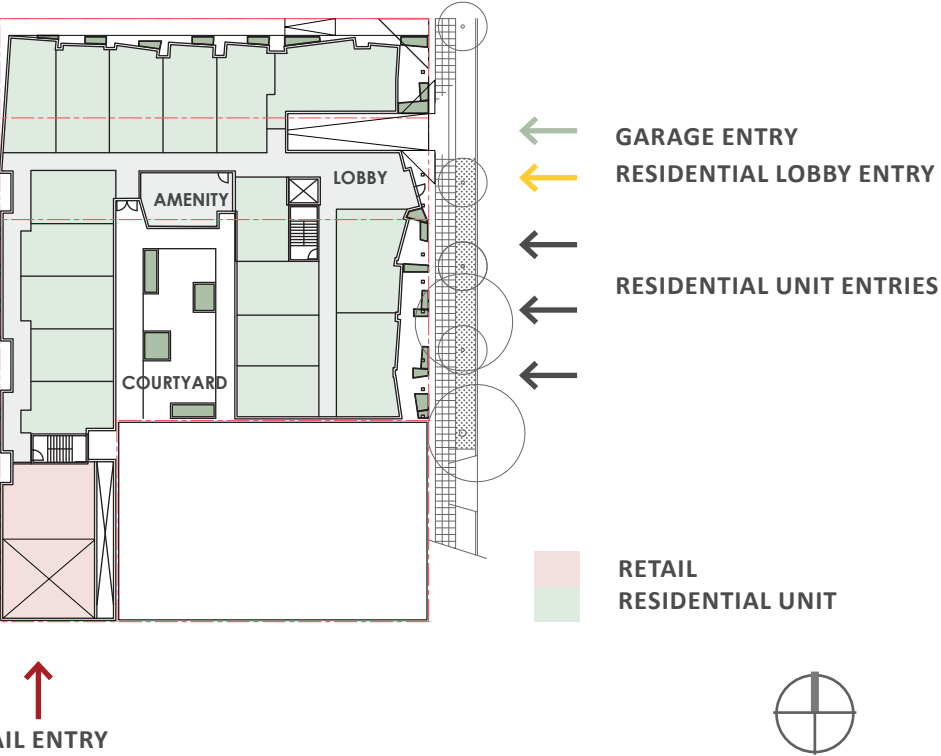 GARAGE ENTRY
RESIDENTIAL LOBBY ENTRY
LOBBY
AMENITY
RESIDENTIAL UNIT ENTRIES
COURTYARD
RETAIL
RESIDENTIAL UNIT
AIL ENTRY